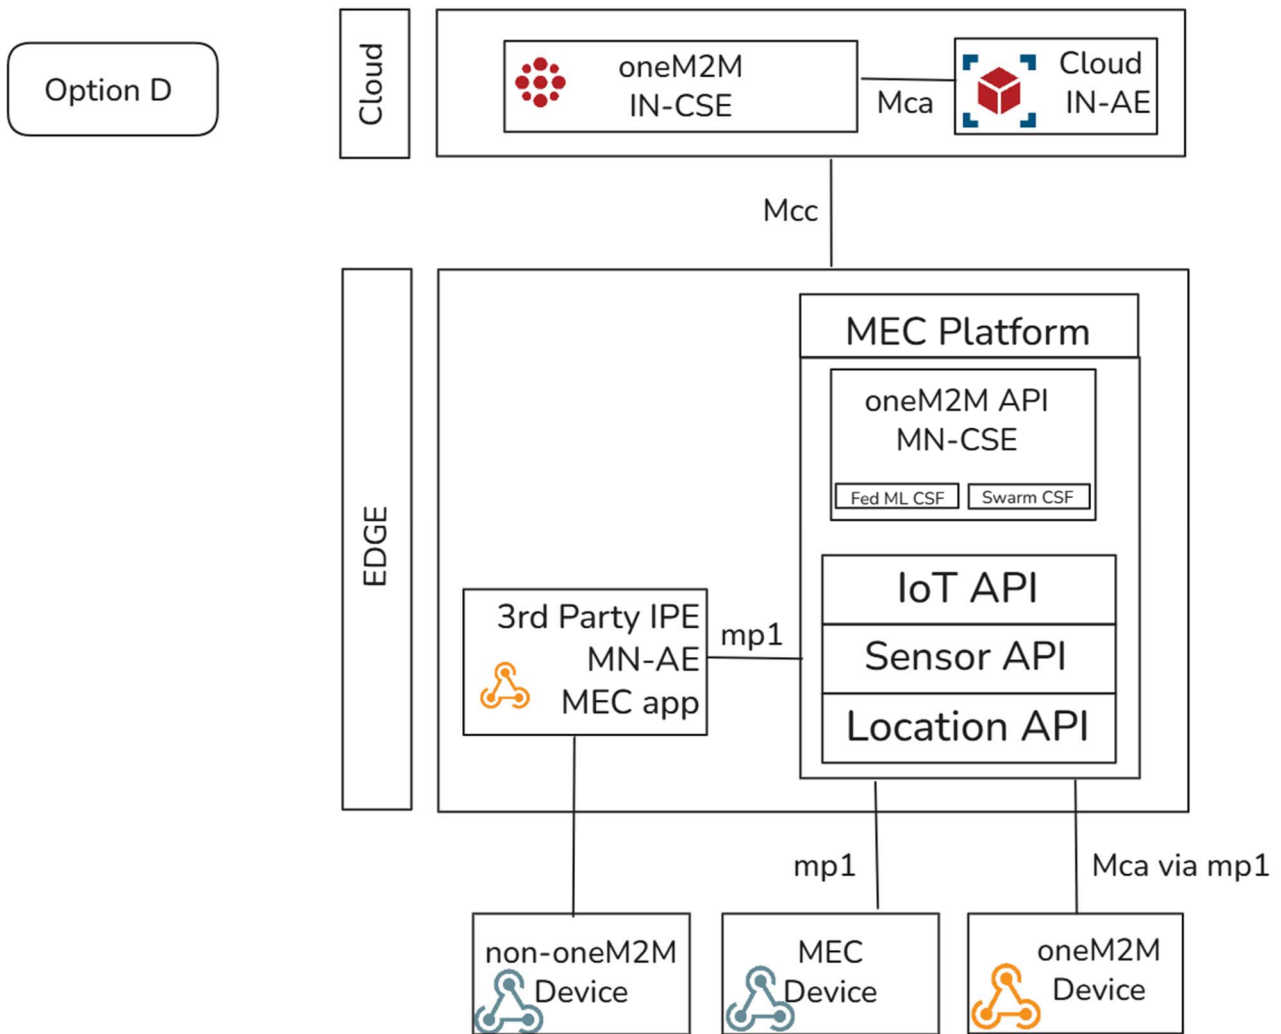 Option D
Cloud
oneM2M
IN-CSE
Mca
Cloud
IN-AE
Mcc
EDGE
MEC Platform
oneM2M API
MN-CSE
Fed ML CSF
Swarm CSF
IoT API
Sensor API
Location API
3rd Party IPE
MN-AE
MEC app
mp1
mp1
Mca via mp1
non-oneM2M
Device
MEC
Device
oneM2M
Device